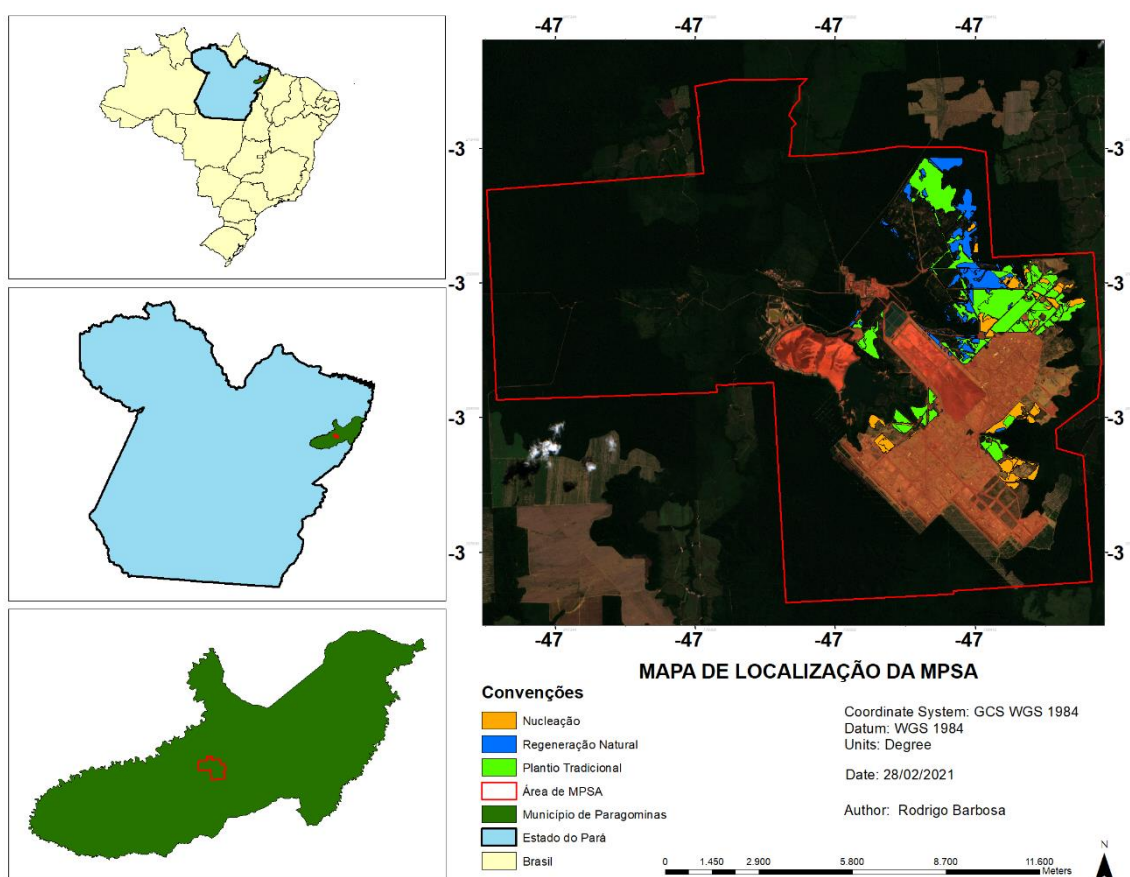 -47 -47 -47 -47
-3 -3
-3 -3
-3 -3
-3 -3
-47 -47 -47 -47
MAPA DE LOCALIZAÇÃO DA MPSA
Convenções
Nucleação
Regeneração Natural
Plantio Tradicional
Área de MPSA
Município de Paragominas
Estado do Pará
Brasil
Coordinate System: GCS WGS 1984
Datum: WGS 1984
Units: Degree
Date: 28/02/2021
Author: Rodrigo Barbosa
0 1.450 2.900 5.800 8.700 11.600
Meters
N